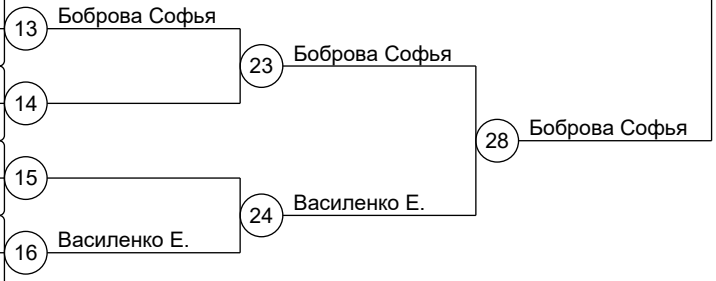 13 Боброва Софья
23 Боброва Софья
14
28 Боброва Софья
15
24 Василенко Е.
16 Василенко Е.